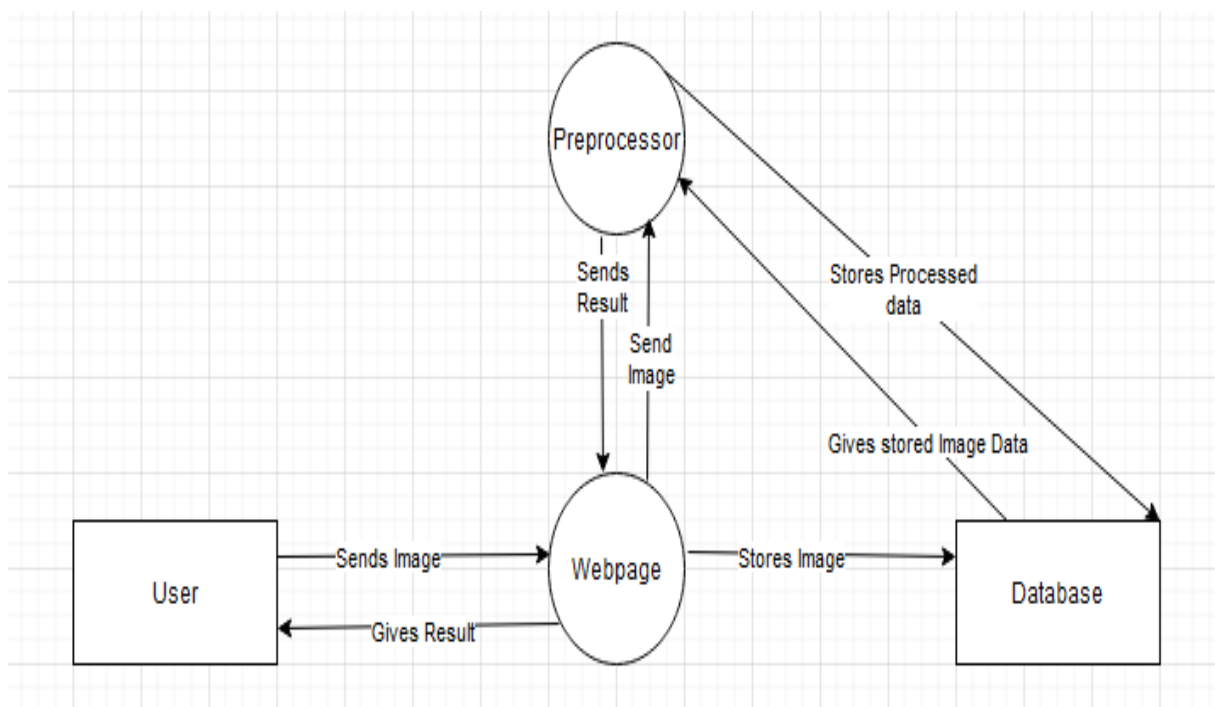 Preprocessor
Sends
Result
Send
Image
Stores Processed
data
Gives stored Image Data
User
Sends Image
Gives Result
Webpage
Stores Image
Database